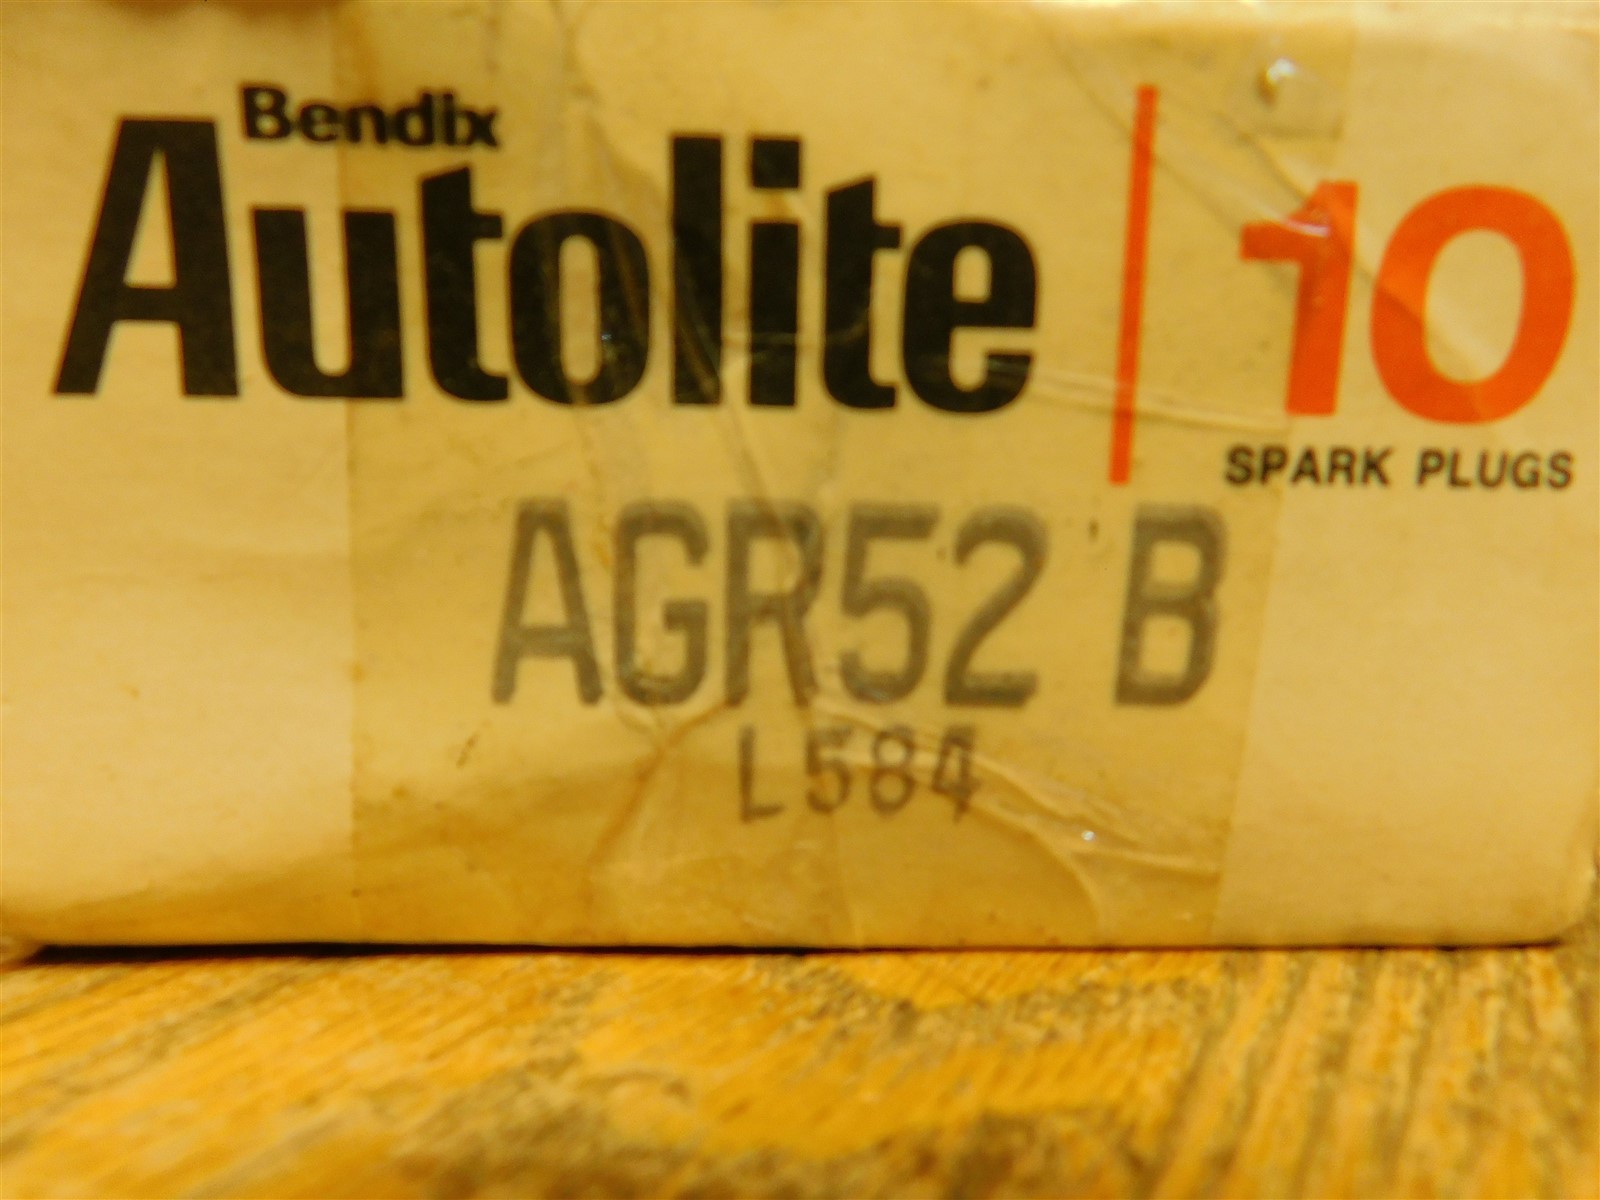 Bendix
Autolite
10
SPARK PLUGS
AGR52 B
L584